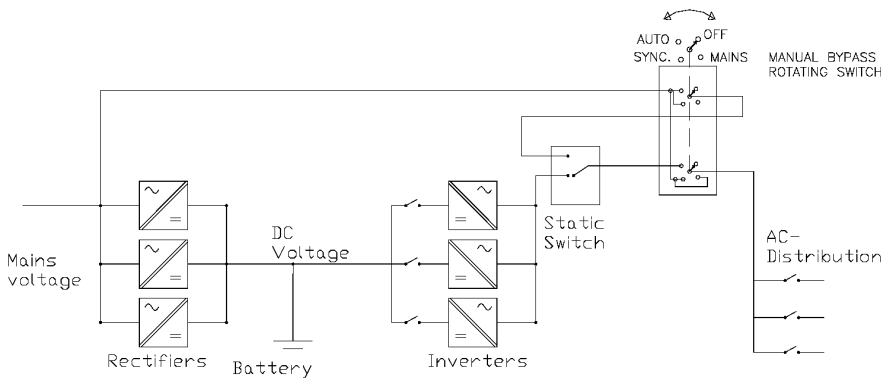 AUTO
OFF
SYNC.
MAINS
MANUAL BYPASS
ROTATING SWITCH
Static
Switch
DC
Voltage
AC-
Distribution
Mains
voltage
Rectifiers
Battery
Inverters